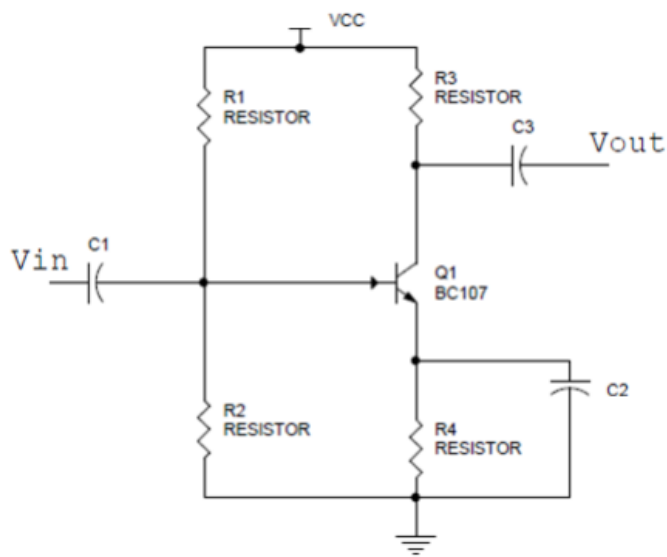 VCC
R1
RESISTOR
R3
RESISTOR
C3
Vout
Vin
C1
Q1
BC107
R2
RESISTOR
R4
RESISTOR
C2